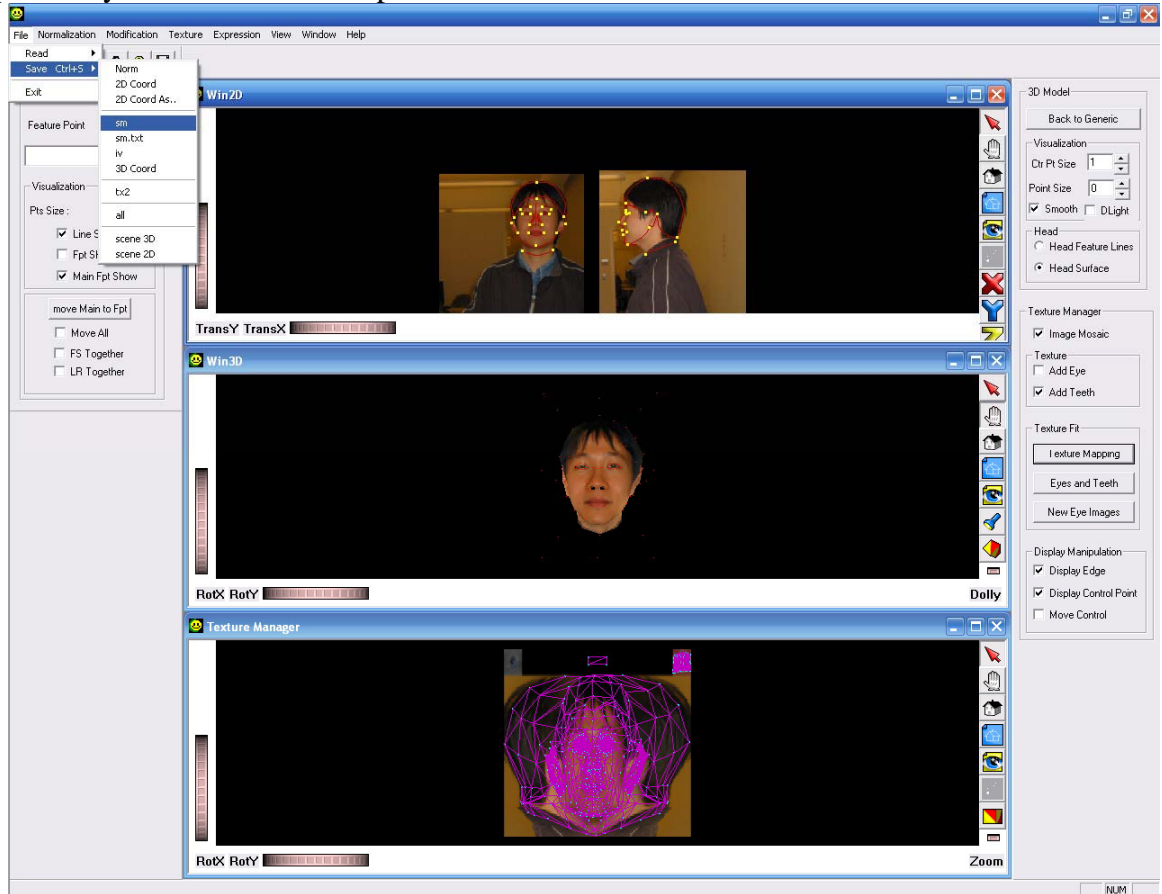 File Normalization Modification Texture Expression View Window Help
Read
Save Ctrl+S
Exit
Norm
2D Coord
2D Coord As..
sm
sm.txt
iv
3D Coord
tx2
all
scene 3D
scene 2D
Feature Point
Visualization
Pts Size :
Line S
Fpt Sh
Main Fpt Show
move Main to Fpt
Move All
FS Together
LR Together
Win2D
TransY TransX
Win3D
RotX RotY
Dolly
Texture Manager
RotX RotY
Zoom
3D Model
Back to Generic
Visualization
Ctr Pt Size 1
Point Size 0
Smooth DLight
Head
Head Feature Lines
Head Surface
Texture Manager
Image Mosaic
Texture
Add Eye
Add Teeth
Texture Fit
Texture Mapping
Eyes and Teeth
New Eye Images
Display Manipulation
Display Edge
Display Control Point
Move Control
NUM